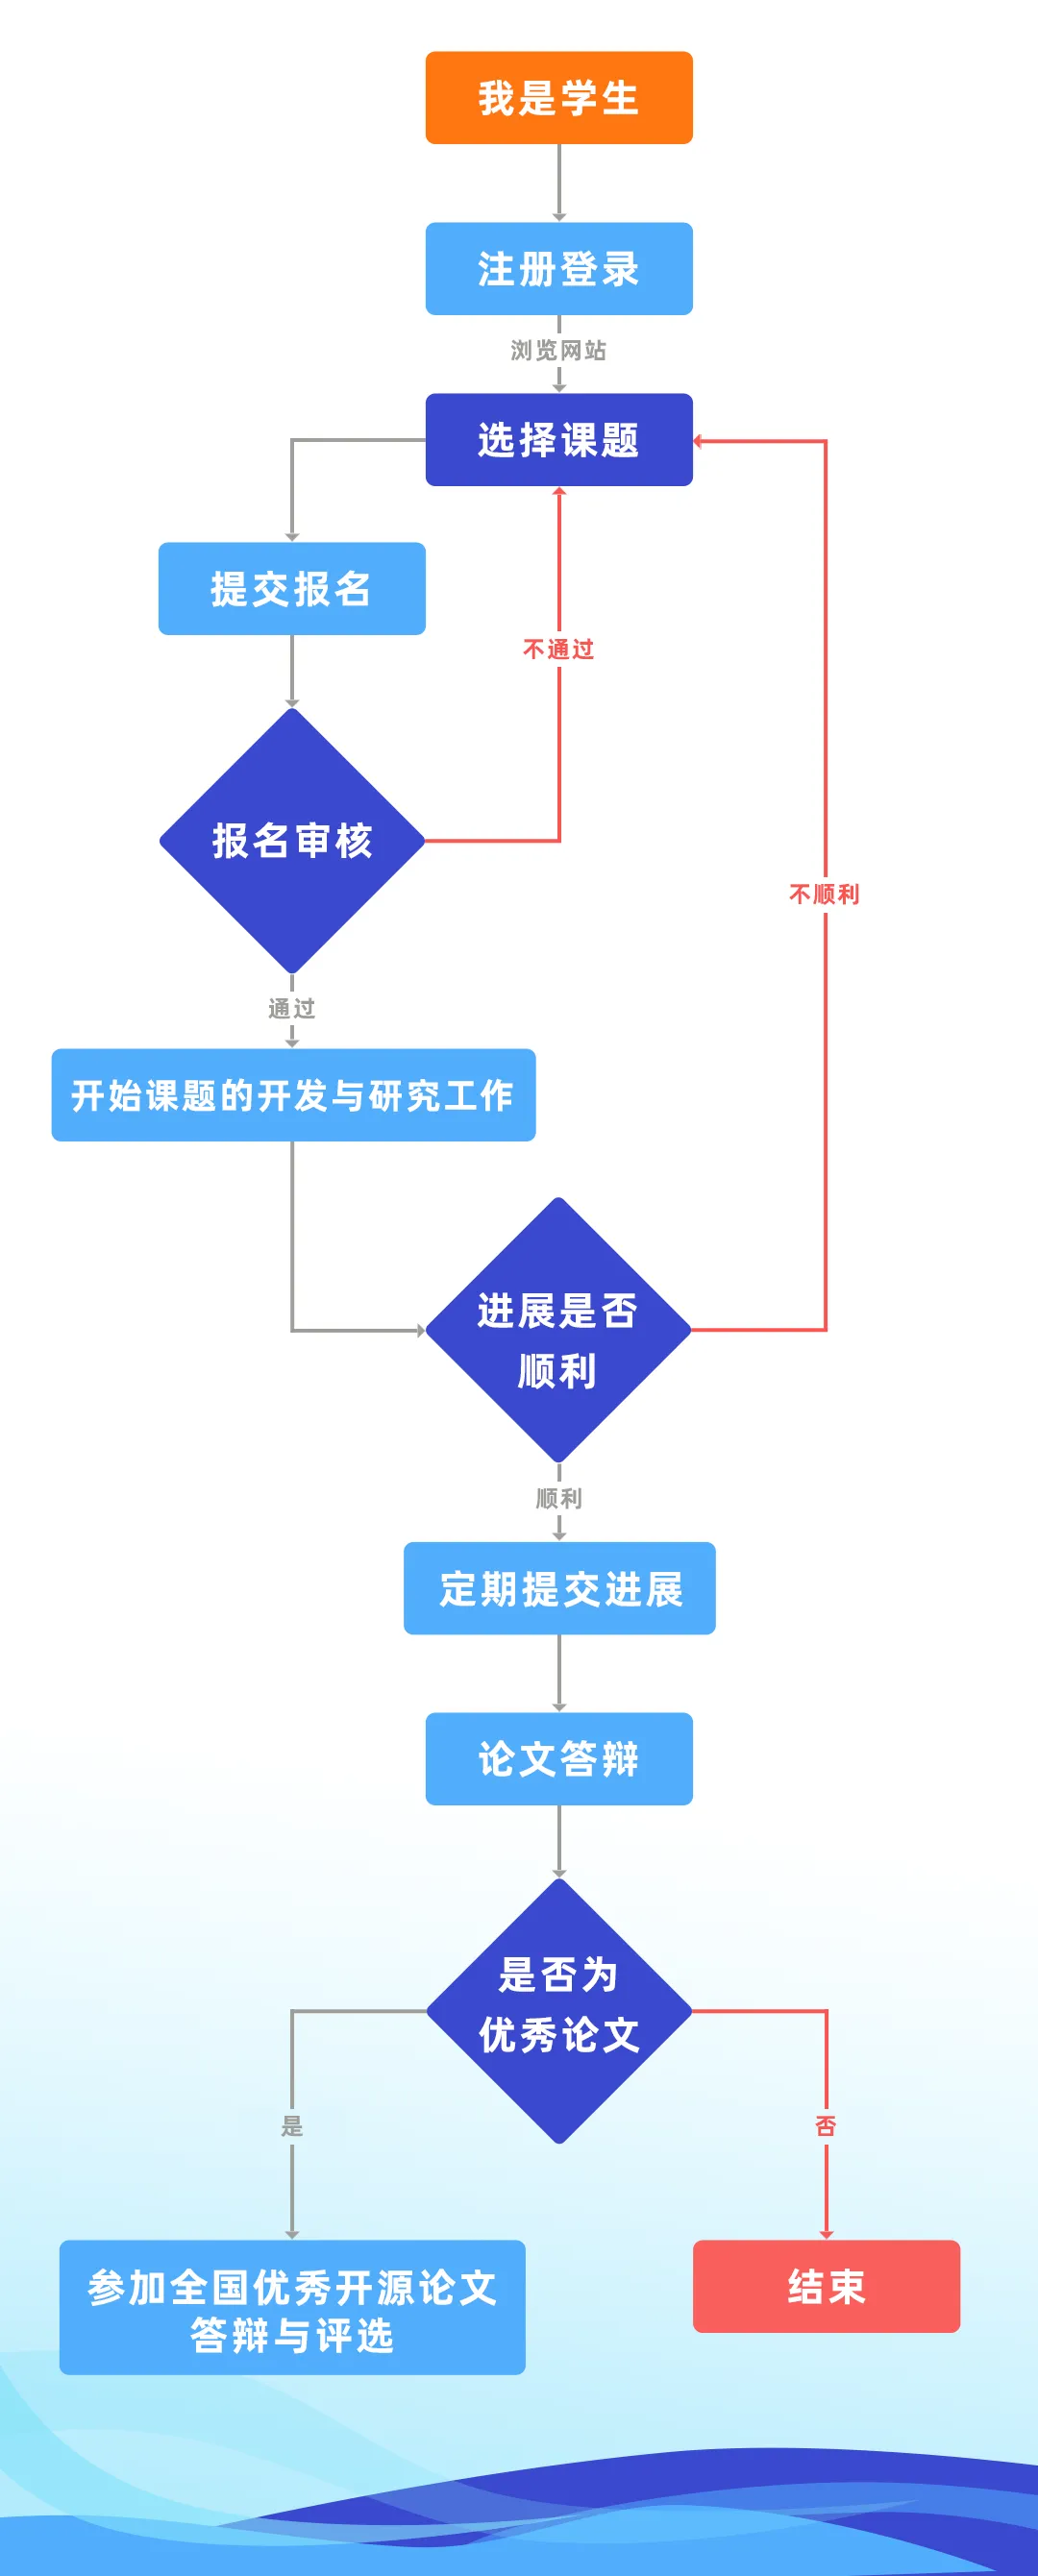 我是学生
注册登录
浏览网站
选择课题
提交报名
不通过
报名审核
不顺利
通过
开始课题的开发与研究工作
进展是否
顺利
顺利
定期提交进展
论文答辩
是否为
优秀论文
是
否
参加全国优秀开源论文
答辩与评选
结束